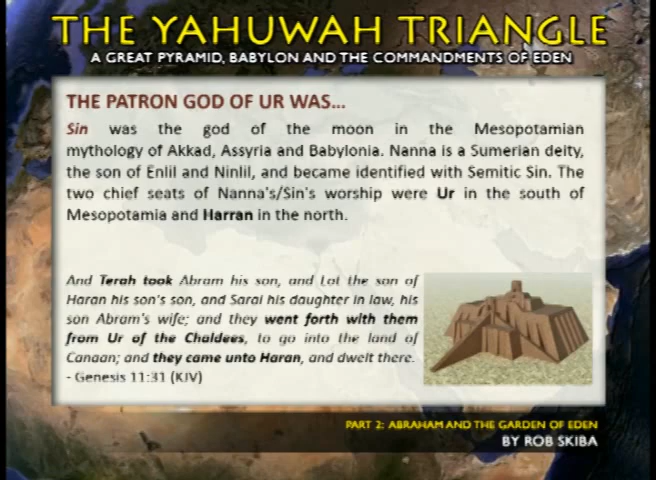 THE YAHUWAH TRIANGLE
A GREAT PYRAMID, BABYLON AND THE COMMANDMENTS OF EDEN
THE PATRON GOD OF UR WAS...
Sin was the god of the moon in the Mesopotamian
mythology of Akkad, Assyria and Babylonia. Nanna is a Sumerian deity,
the son of Enlil and Ninlil, and became identified with Semitic Sin. The
two chief seats of Nanna's/Sin's worship were Ur in the south of
Mesopotamia and Harran in the north.
And Terah took Abram his son, and Lot the son of
Haran his son's son, and Sarai his daughter in law, his
son Abram's wife; and they went forth with them
from Ur of the Chaldees, to go into the land of
Canaan; and they came unto Haran, and dwelt there.
- Genesis 11:31 (KJV)
PART 2: ABRAHAM AND THE GARDEN OF EDEN
BY ROB SKIBA